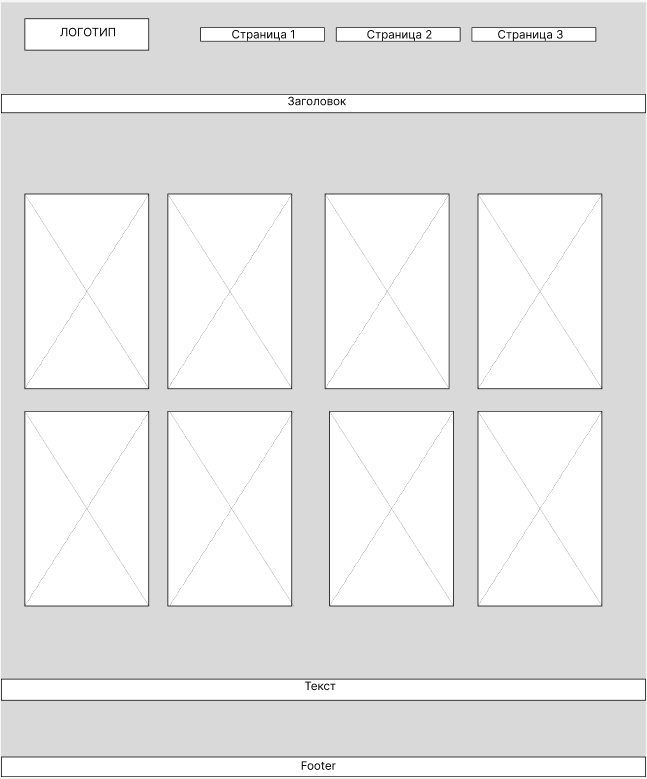 ЛОГОТИП
Страница 1
Страница 2
Страница 3
Заголовок
Текст
Footer